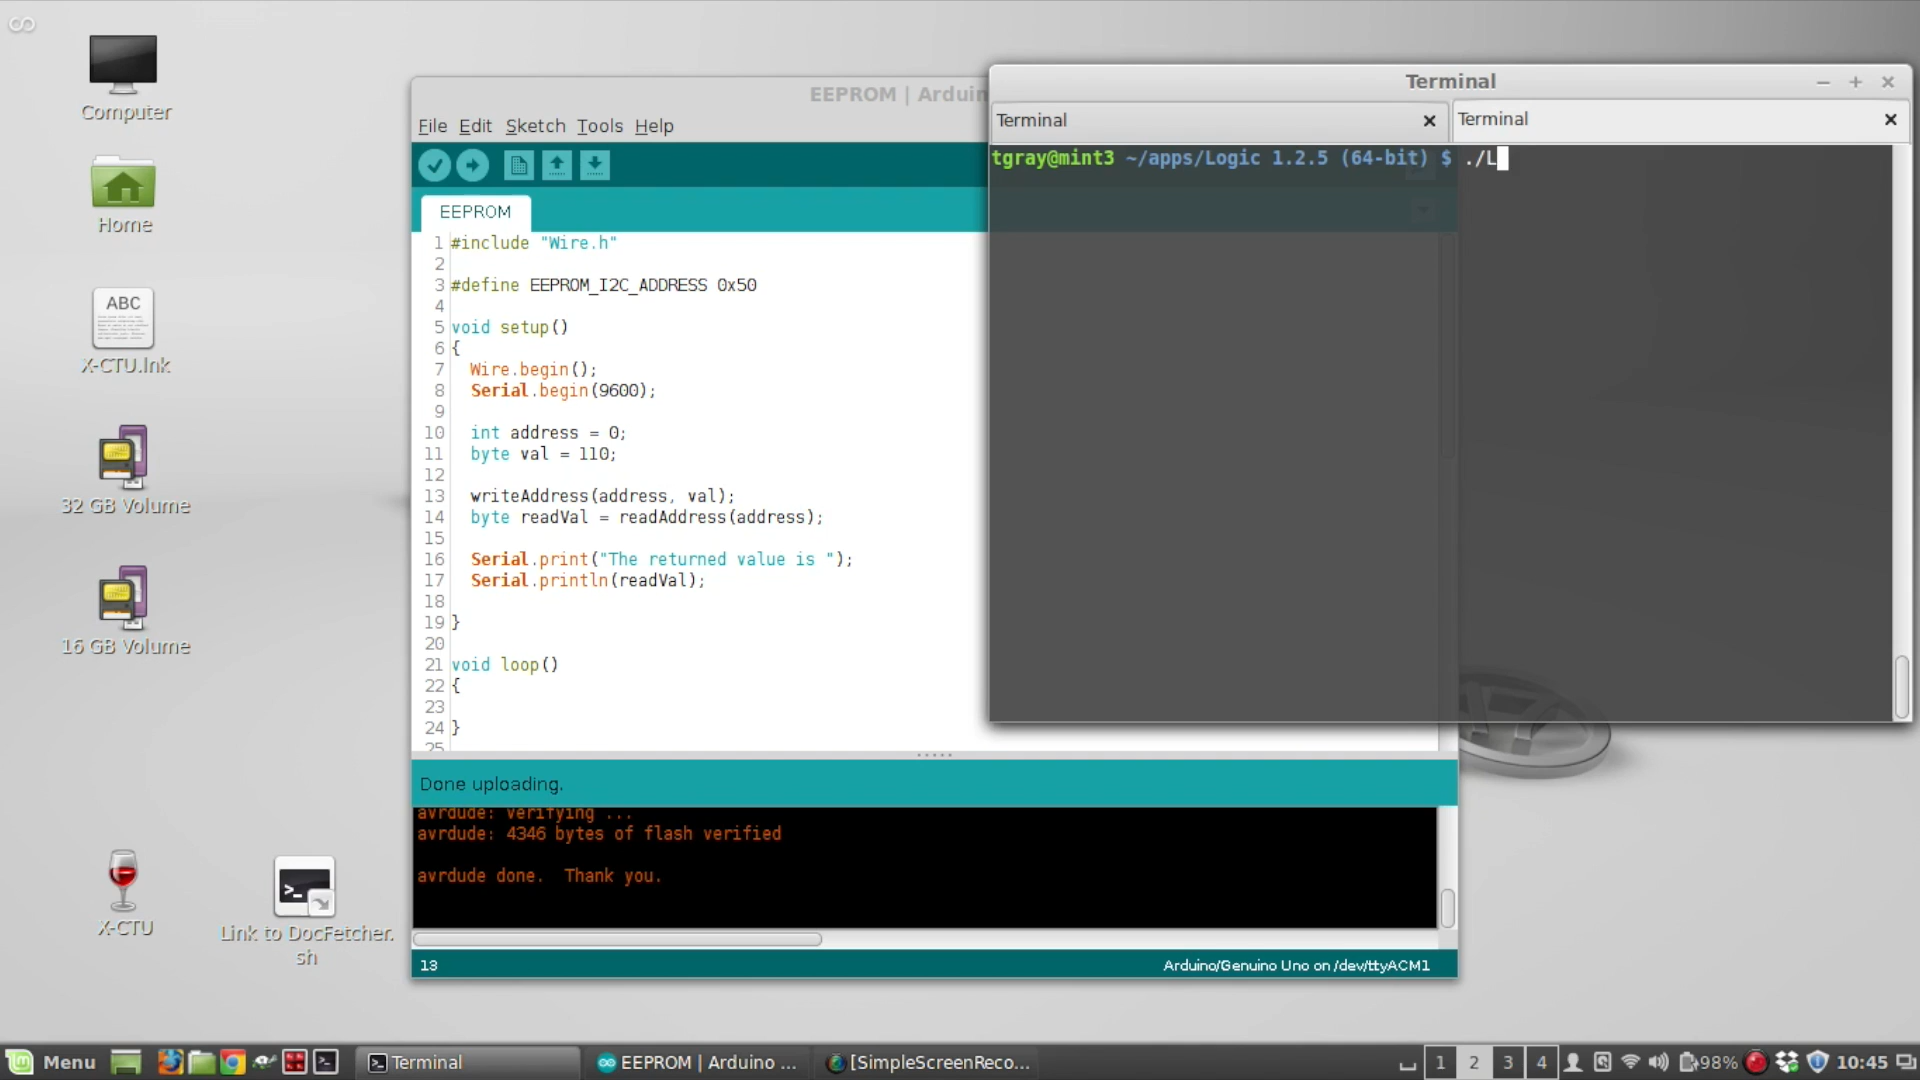 Computer
Home
ABC
X-CTU.lnk
32 GB Volume
16 GB Volume
X-CTU
Link to DocFetcher.
sh
EEPROM | Arduin
File Edit Sketch Tools Help
EEPROM
1 #include "Wire.h"
2
3 #define EEPROM_I2C_ADDRESS 0x50
4
5 void setup()
6 {
7 Wire.begin();
8 Serial.begin(9600);
9
10 int address = 0;
11 byte val = 110;
12
13 writeAddress(address, val);
14 byte readVal = readAddress(address);
15
16 Serial.print("The returned value is ");
17 Serial.println(readVal);
18
19 }
20
21 void loop()
22 {
23
24 }
25
Done uploading.
avrdude: verifying ...
avrdude: 4346 bytes of flash verified
avrdude done.  Thank you.
13
Arduino/Genuino Uno on /dev/ttyACM1
Terminal
Terminal
Terminal
tgray@mint3 ~/apps/Logic 1.2.5 (64-bit) $ ./L
Menu
Terminal
EEPROM | Arduino ...
[SimpleScreenReco...
1 2 3 4
98%
10:45